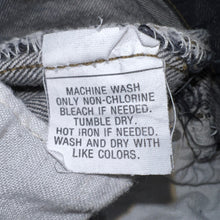 MACHINE WASH
ONLY NON-CHLORINE
BLEACH IF NEEDED.
TUMBLE DRY.
HOT IRON IF NEEDED.
WASH AND DRY WITH
LIKE COLORS.